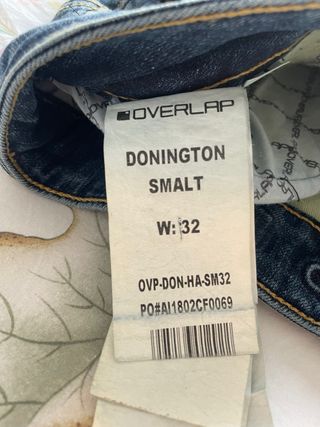 OVERLAP
DONINGTON
SMALT
W: 32
OVP-DON-HA-SM32
PO#AI1802CF0069